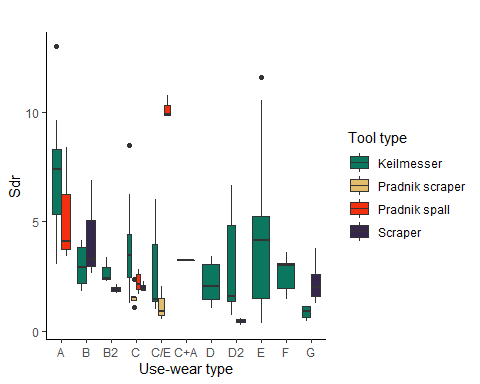 Sdr
10
5
0
A B B2 C C/E C+A D D2 E F G
Use-wear type
Tool type
Keilmesser
Pradnik scraper
Pradnik spall
Scraper